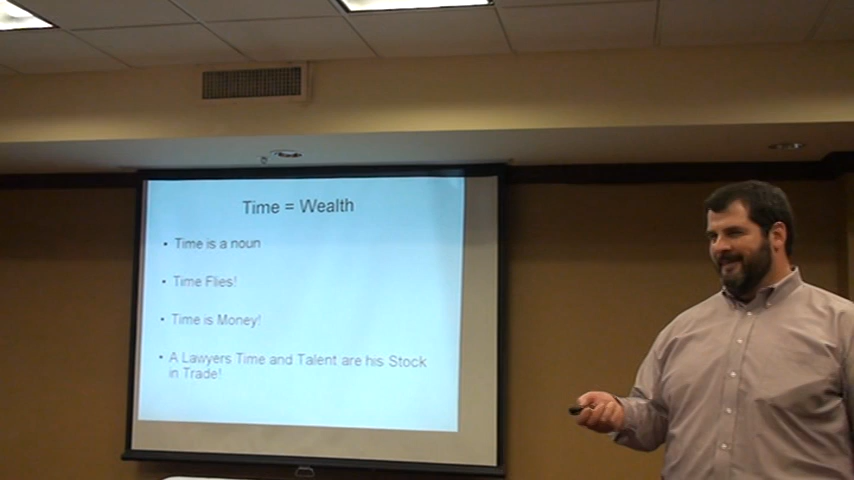 Time = Wealth
• Time is a noun
• Time Flies!
• Time is Money!
• A Lawyers Time and Talent are his Stock
in Trade!